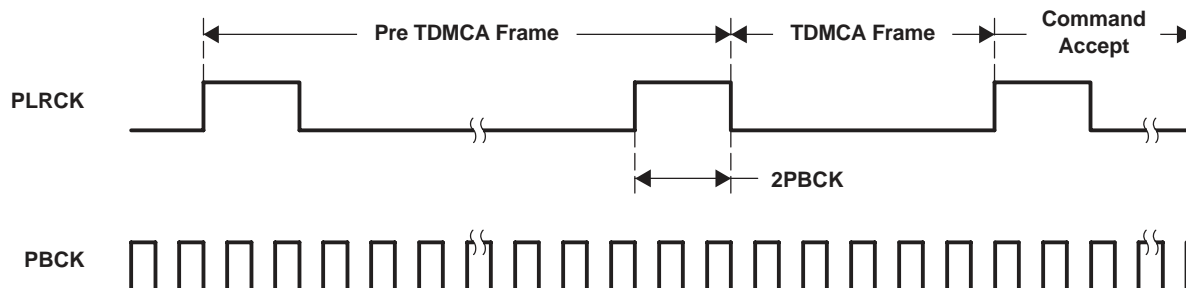 Pre TDMCA Frame
TDMCA Frame
Command
Accept
PLRCK
2PBCK
PBCK